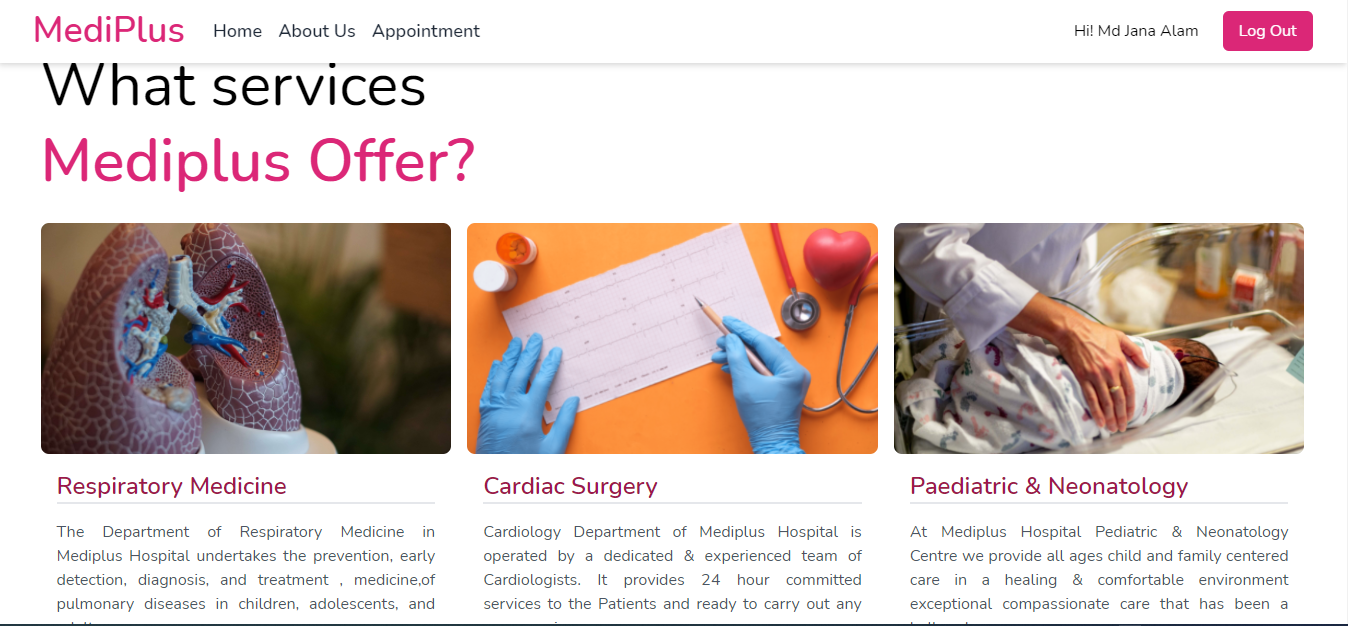 MediPlus Home About Us Appointment Hi! Md Jana Alam Log Out
What services
Mediplus Offer?
Respiratory Medicine
The Department of Respiratory Medicine in
Mediplus Hospital undertakes the prevention, early
detection, diagnosis, and treatment , medicine,of
pulmonary diseases in children, adolescents, and
Cardiac Surgery
Cardiology Department of Mediplus Hospital is
operated by a dedicated & experienced team of
Cardiologists. It provides 24 hour committed
services to the Patients and ready to carry out any
Paediatric & Neonatology
At Mediplus Hospital Pediatric & Neonatology
Centre we provide all ages child and family centered
care in a healing & comfortable environment
exceptional compassionate care that has been a